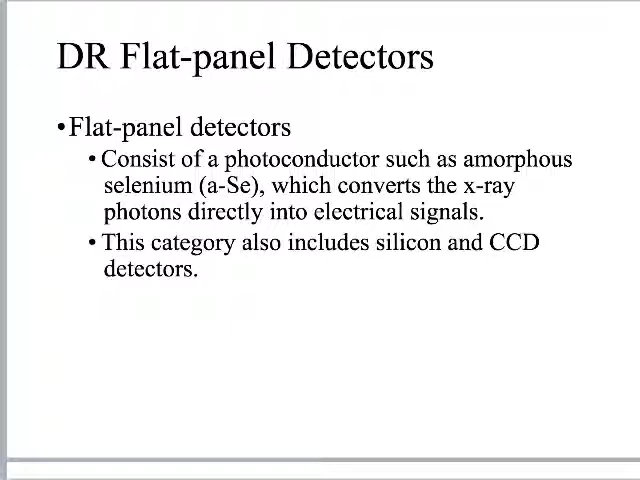 DR Flat-panel Detectors
•Flat-panel detectors
• Consist of a photoconductor such as amorphous
selenium (a-Se), which converts the x-ray
photons directly into electrical signals.
• This category also includes silicon and CCD
detectors.